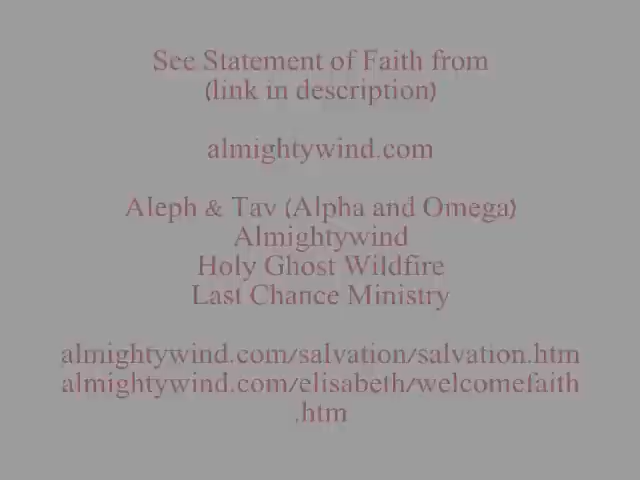 See Statement of Faith from
(link in description)
almightywind.com
Aleph & Tav (Alpha and Omega)
Almightywind
Holy Ghost Wildfire
Last Chance Ministry
almightywind.com/salvation/salvation.htm
almightywind.com/elisabeth/welcomefaith
.htm